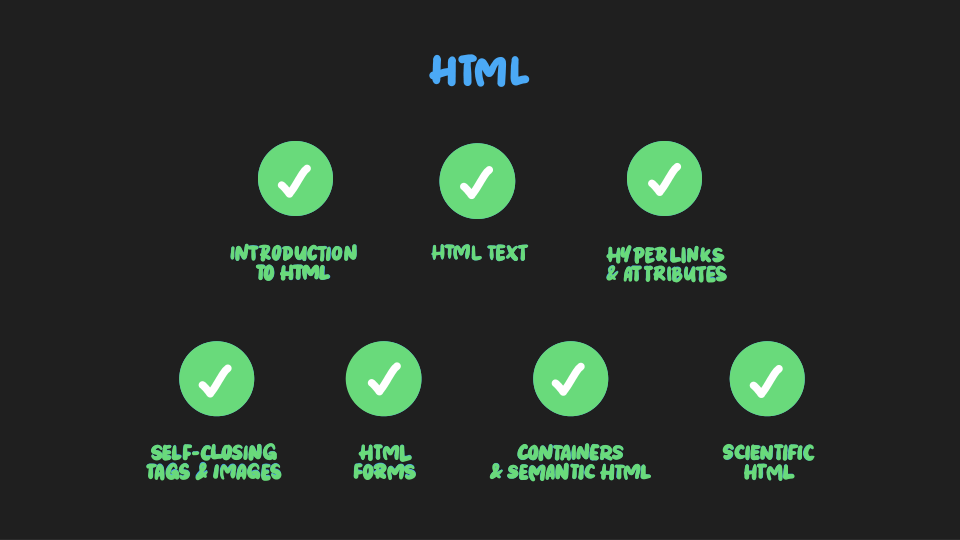 HTML
INTRODUCTION
TO HTML
HTML TEXT
HYPERLINKS
& ATTRIBUTES
SELF-CLOSING
TAGS & IMAGES
HTML
FORMS
CONTAINERS
& SEMANTIC HTML
SCIENTIFIC
HTML